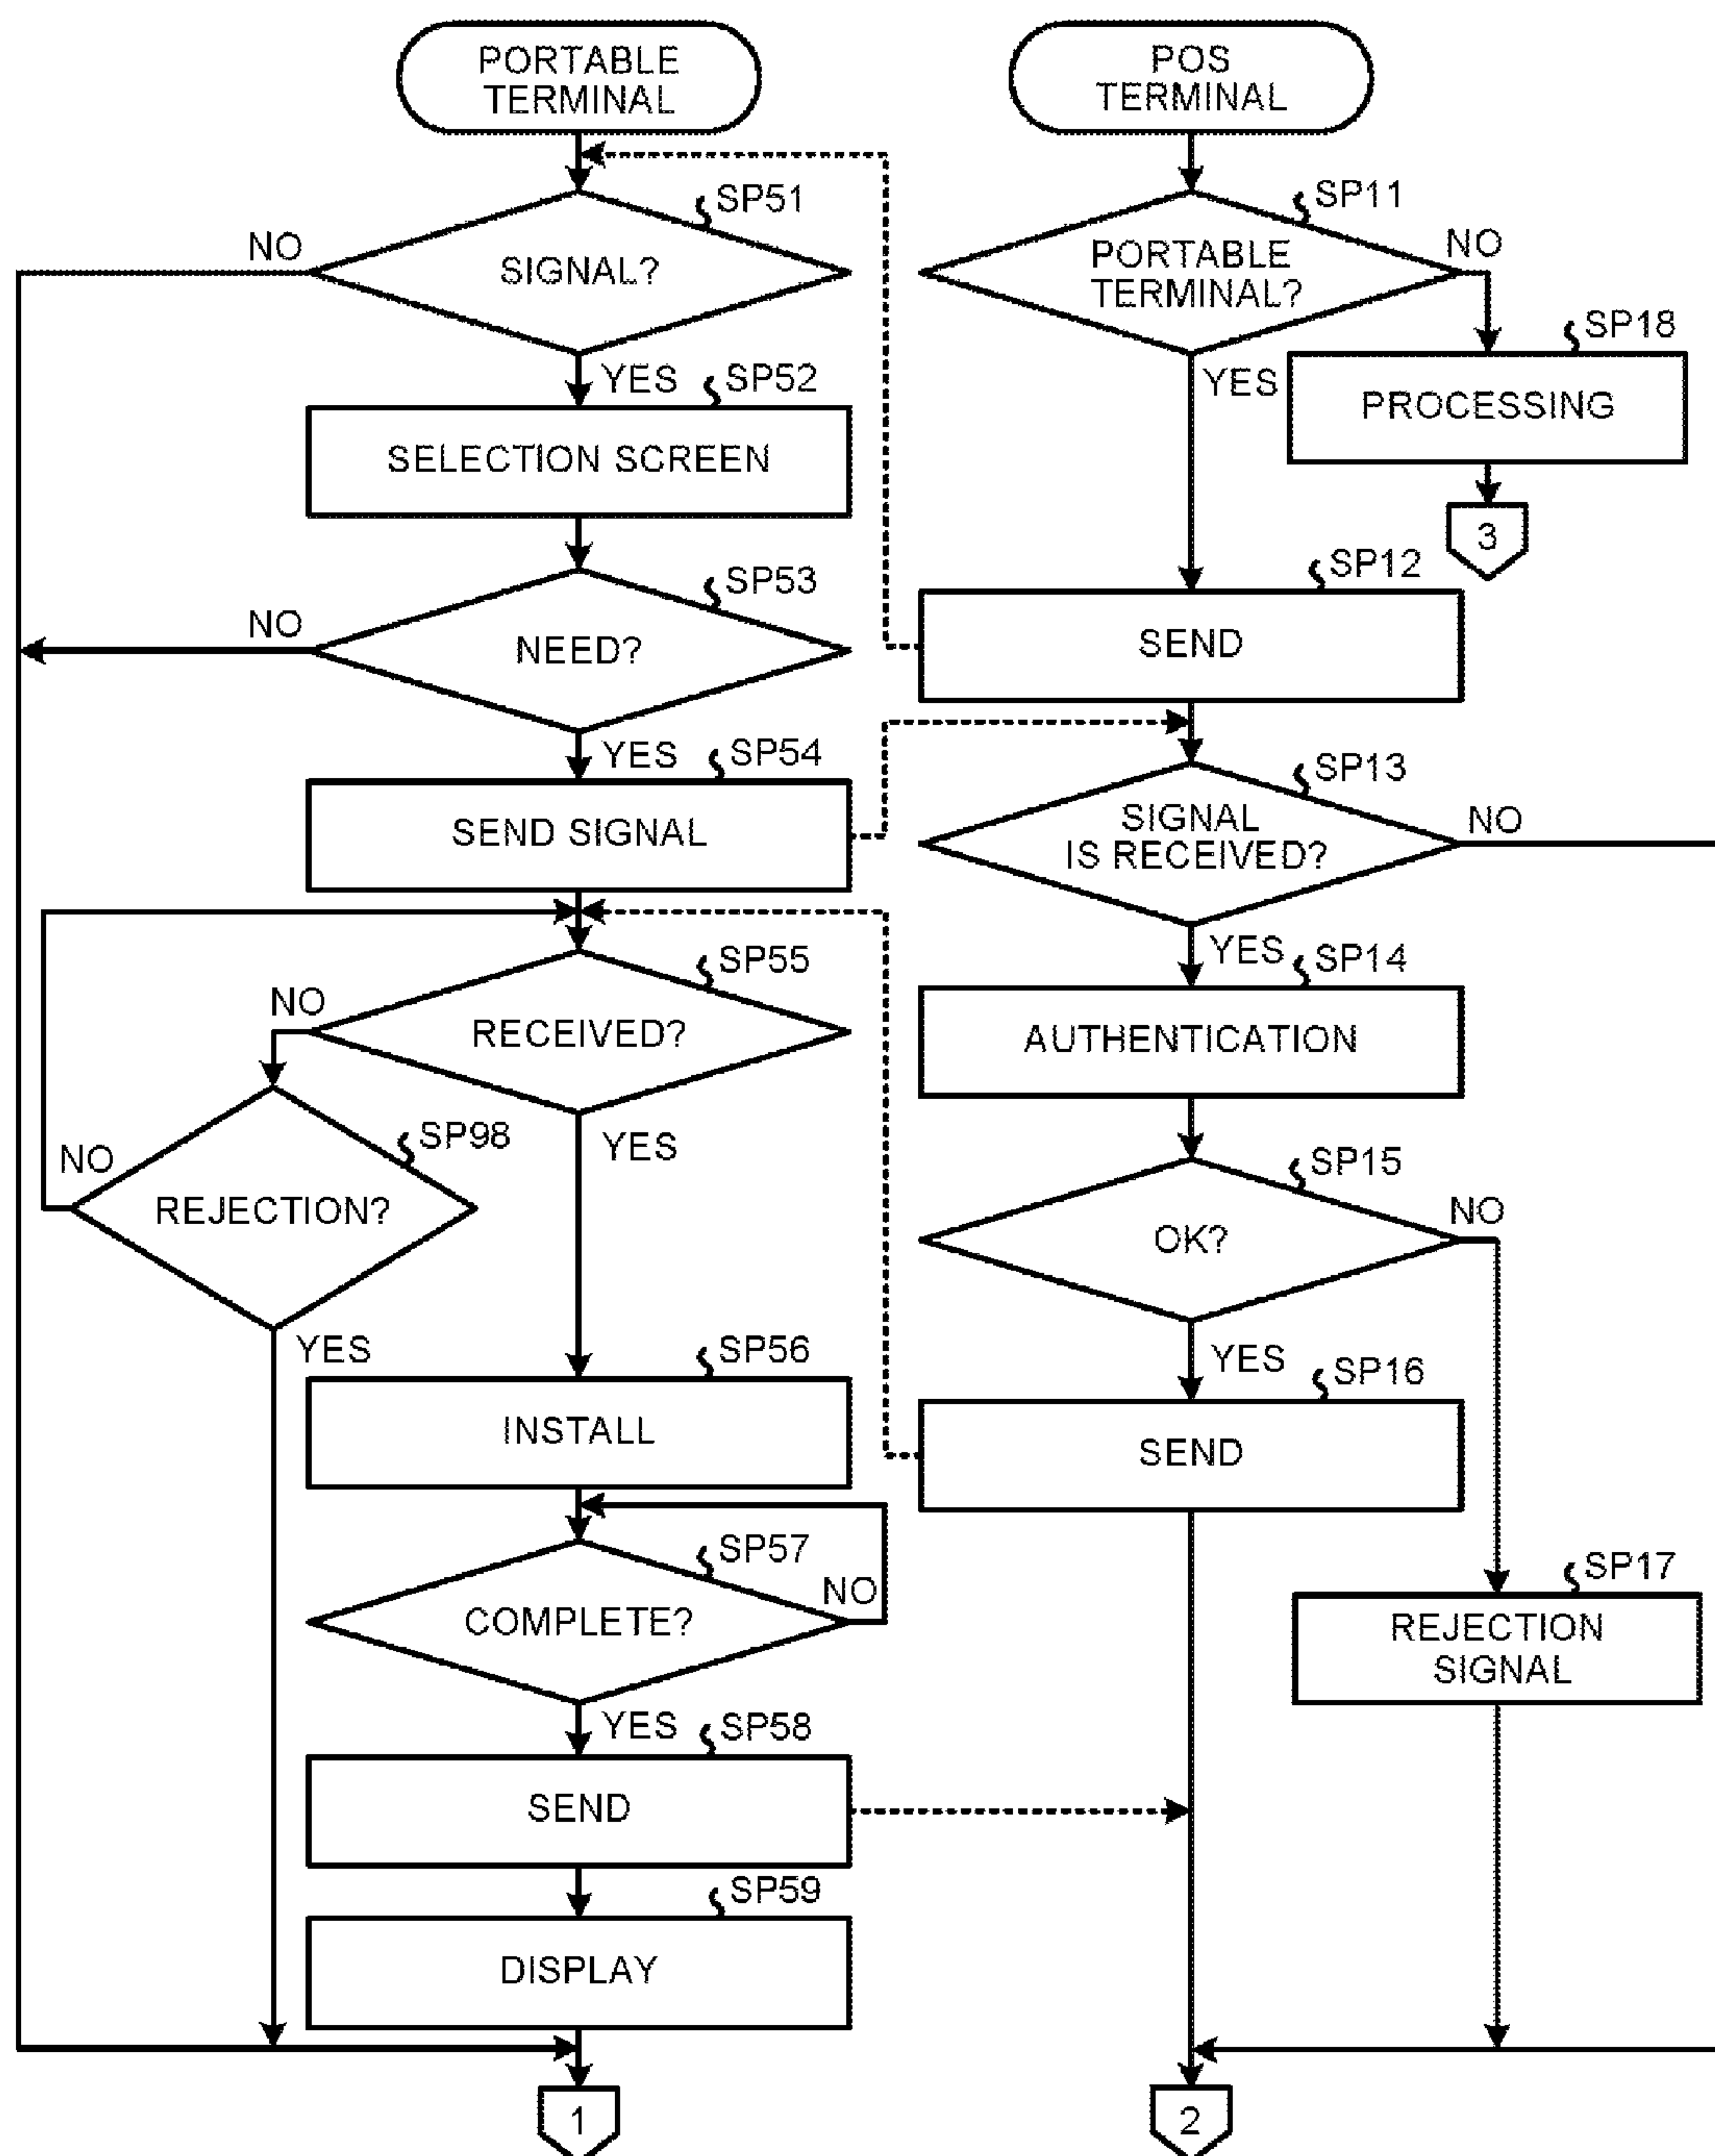 PORTABLE
TERMINAL
SP51
NO
SIGNAL?
YES
SP52
SELECTION SCREEN
SP53
NO
NEED?
YES
SP54
SEND SIGNAL
SP55
NO
RECEIVED?
YES
SP98
NO
REJECTION?
YES
SP56
INSTALL
SP57
NO
COMPLETE?
YES
SP58
SEND
SP59
DISPLAY
1
POS
TERMINAL
SP11
NO
PORTABLE
TERMINAL?
YES
SP18
PROCESSING
3
SP12
SEND
SP13
NO
SIGNAL
IS RECEIVED?
YES
SP14
AUTHENTICATION
SP15
NO
OK?
YES
SP16
SEND
SP17
REJECTION
SIGNAL
2